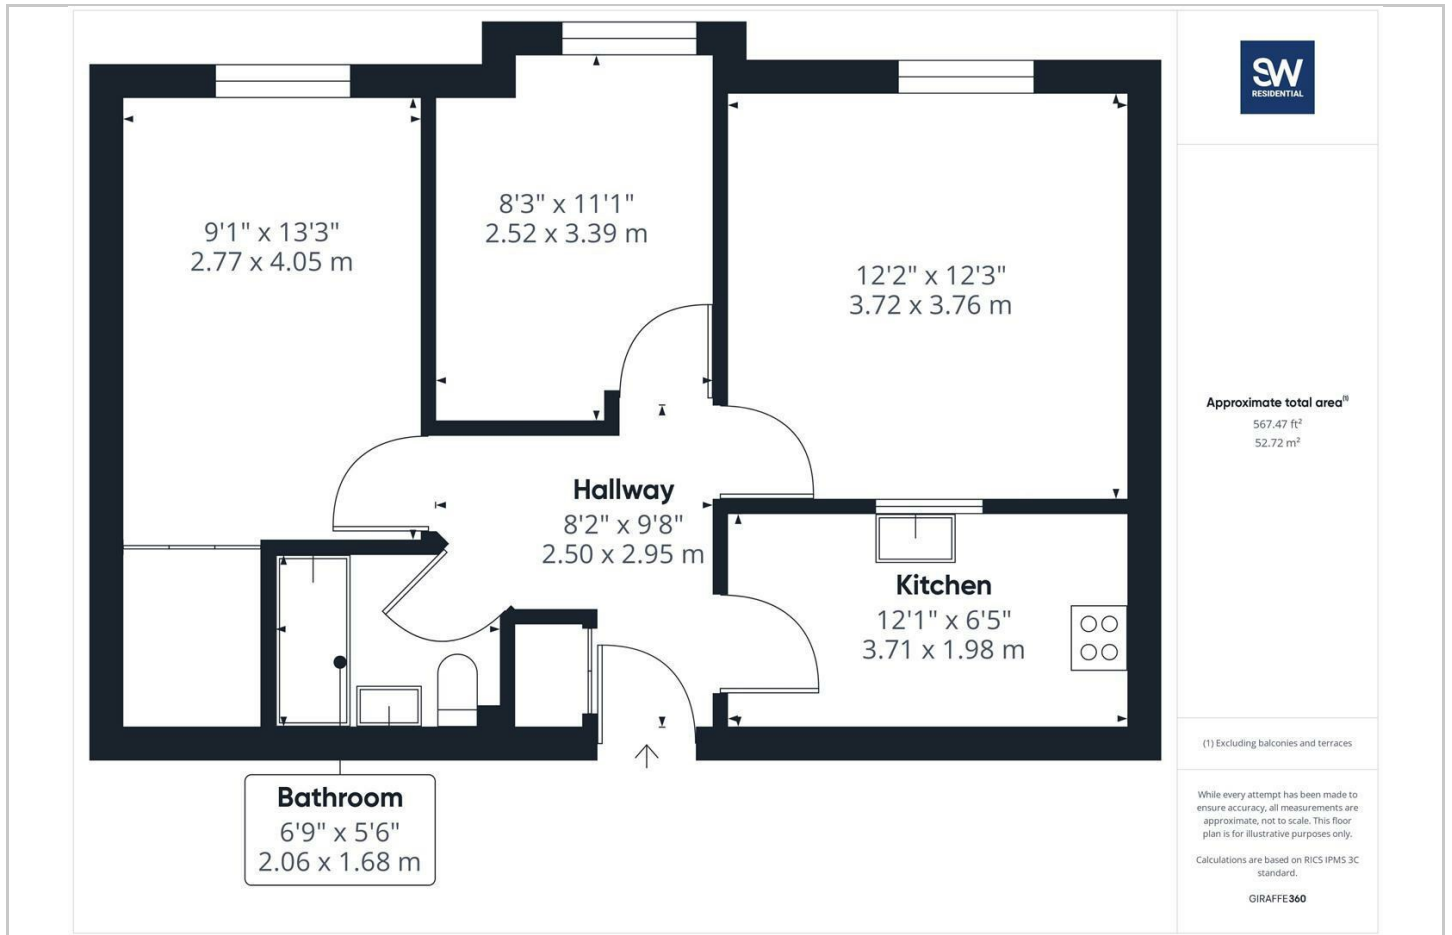 9'1" x 13'3"
2.77 x 4.05 m
8'3" x 11'1"
2.52 x 3.39 m
12'2" x 12'3"
3.72 x 3.76 m
Hallway
8'2" x 9'8"
2.50 x 2.95 m
Kitchen
12'1" x 6'5"
3.71 x 1.98 m
Bathroom
6'9" x 5'6"
2.06 x 1.68 m
SW
RESIDENTIAL
Approximate total area(1)
567.47 ft²
52.72 m²
(1) Excluding balconies and terraces
While every attempt has been made to
ensure accuracy, all measurements are
approximate, not to scale. This floor
plan is for illustrative purposes only.
Calculations are based on RICS IPMS 3C
standard.
GIRAFFE360